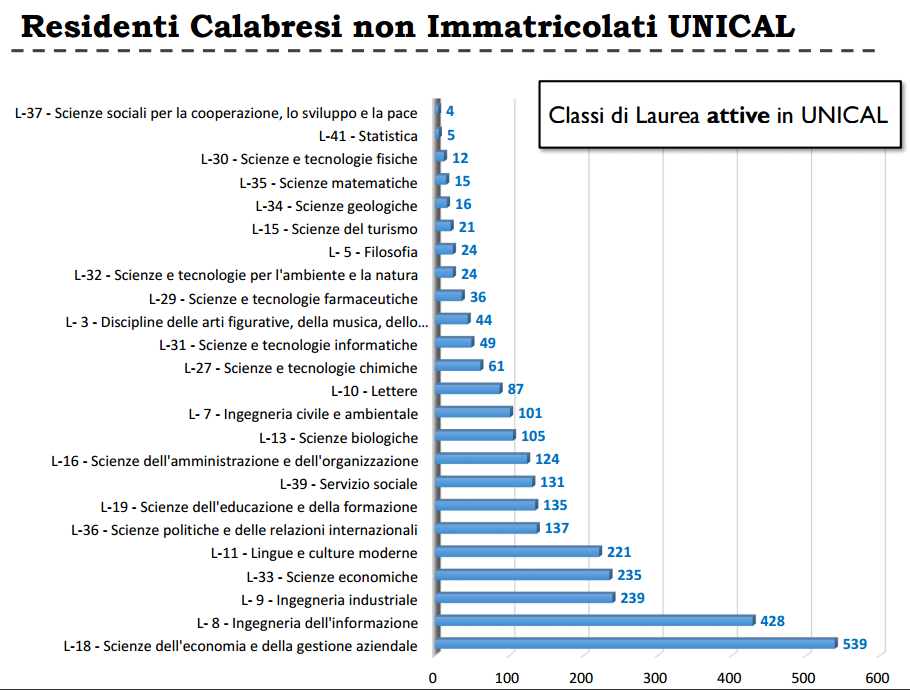 Residenti Calabresi non Immatricolati UNICAL
Classi di Laurea attive in UNICAL
L-37 - Scienze sociali per la cooperazione, lo sviluppo e la pace 4
L-41 - Statistica 5
L-30 - Scienze e tecnologie fisiche 12
L-35 - Scienze matematiche 15
L-34 - Scienze geologiche 16
L-15 - Scienze del turismo 21
L- 5 - Filosofia 24
L-32 - Scienze e tecnologie per l'ambiente e la natura 24
L-29 - Scienze e tecnologie farmaceutiche 36
L- 3 - Discipline delle arti figurative, della musica, dello... 44
L-31 - Scienze e tecnologie informatiche 49
L-27 - Scienze e tecnologie chimiche 61
L-10 - Lettere 87
L- 7 - Ingegneria civile e ambientale 101
L-13 - Scienze biologiche 105
L-16 - Scienze dell'amministrazione e dell'organizzazione 124
L-39 - Servizio sociale 131
L-19 - Scienze dell'educazione e della formazione 135
L-36 - Scienze politiche e delle relazioni internazionali 137
L-11 - Lingue e culture moderne 221
L-33 - Scienze economiche 235
L- 9 - Ingegneria industriale 239
L- 8 - Ingegneria dell'informazione 428
L-18 - Scienze dell'economia e della gestione aziendale 539
0 100 200 300 400 500 600